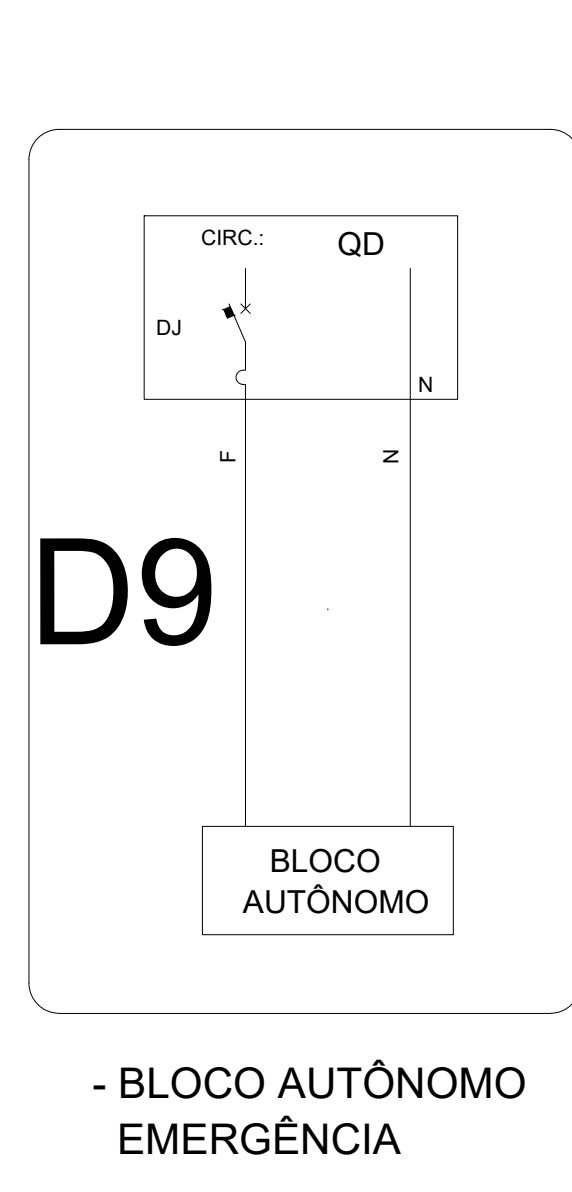 CIRC.: QD
DJ
N
F N
D9
BLOCO
AUTÔNOMO
- BLOCO AUTÔNOMO
EMERGÊNCIA